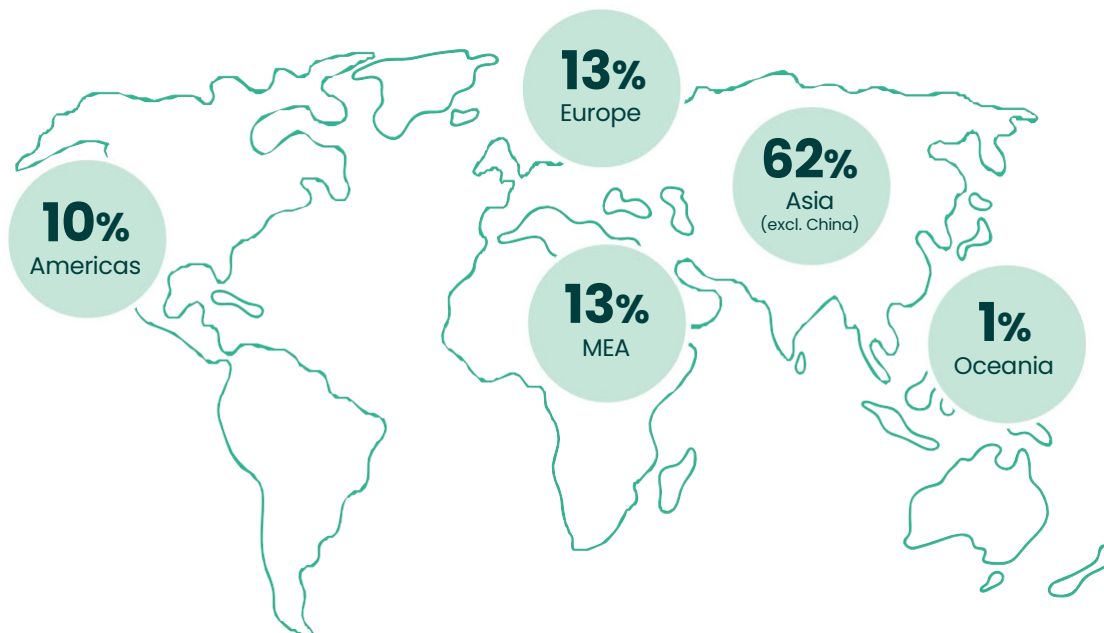 13%
Europe
62%
Asia
(excl. China)
10%
Americas
13%
MEA
1%
Oceania